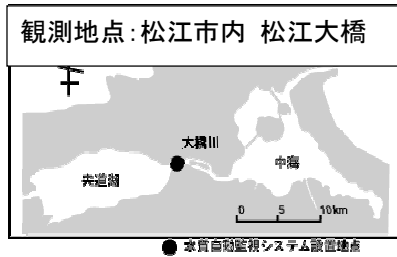 観測地点:松江市内 松江大橋
大橋川
宍道湖
中海
0 5 10km
● 水質自動監視システム設置地点